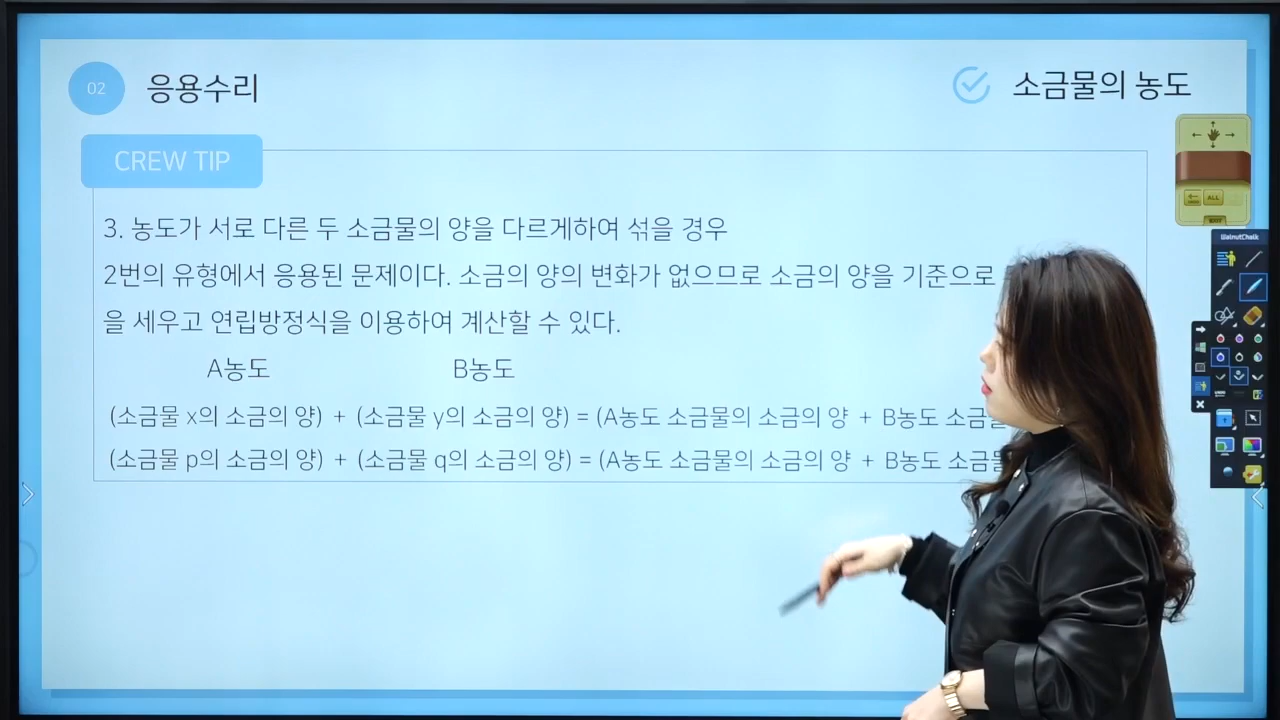 02 응용수리
소금물의 농도
CREW TIP
3. 농도가 서로 다른 두 소금물의 양을 다르게하여 섞을 경우
2번의 유형에서 응용된 문제이다. 소금의 양의 변화가 없으므로 소금의 양을 기준으로
을 세우고 연립방정식을 이용하여 계산할 수 있다.
A농도 B농도
(소금물 x의 소금의 양) + (소금물 y의 소금의 양) = (A농도 소금물의 소금의 양 + B농도 소금
(소금물 p의 소금의 양) + (소금물 q의 소금의 양) = (A농도 소금물의 소금의 양 + B농도 소금물
ALL
EXIT
WalnutChalk